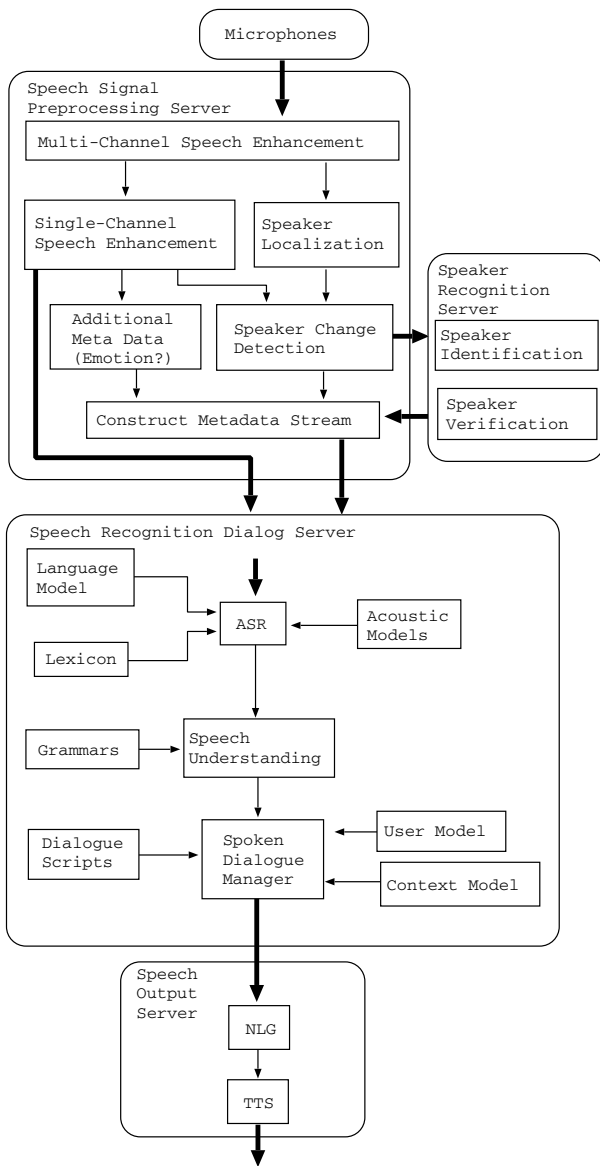 Microphones
Speech Signal
Preprocessing Server
Multi-Channel Speech Enhancement
Single-Channel
Speech Enhancement
Speaker
Localization
Speaker
Recognition
Server
Additional
Meta Data
(Emotion?)
Speaker Change
Detection
Speaker
Identification
Construct Metadata Stream
Speaker
Verification
Speech Recognition Dialog Server
Language
Model
ASR
Acoustic
Models
Lexicon
Grammars
Speech
Understanding
Dialogue
Scripts
Spoken
Dialogue
Manager
User Model
Context Model
Speech
Output
Server
NLG
TTS